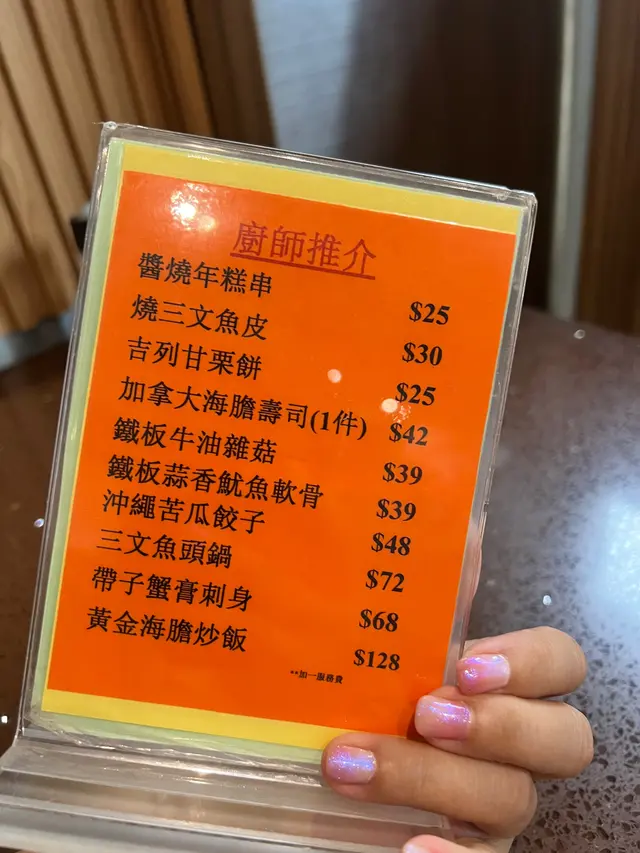 廚師推介
醬燒年糕串 $25
燒三文魚皮 $30
吉列甘栗餅 $25
加拿大海膽壽司(1件) $42
鐵板牛油雜菇 $39
鐵板蒜香魷魚軟骨 $39
沖繩苦瓜餃子 $48
三文魚頭鍋 $72
帶子蟹膏刺身 $68
黃金海膽炒飯 $128
**加一服務費